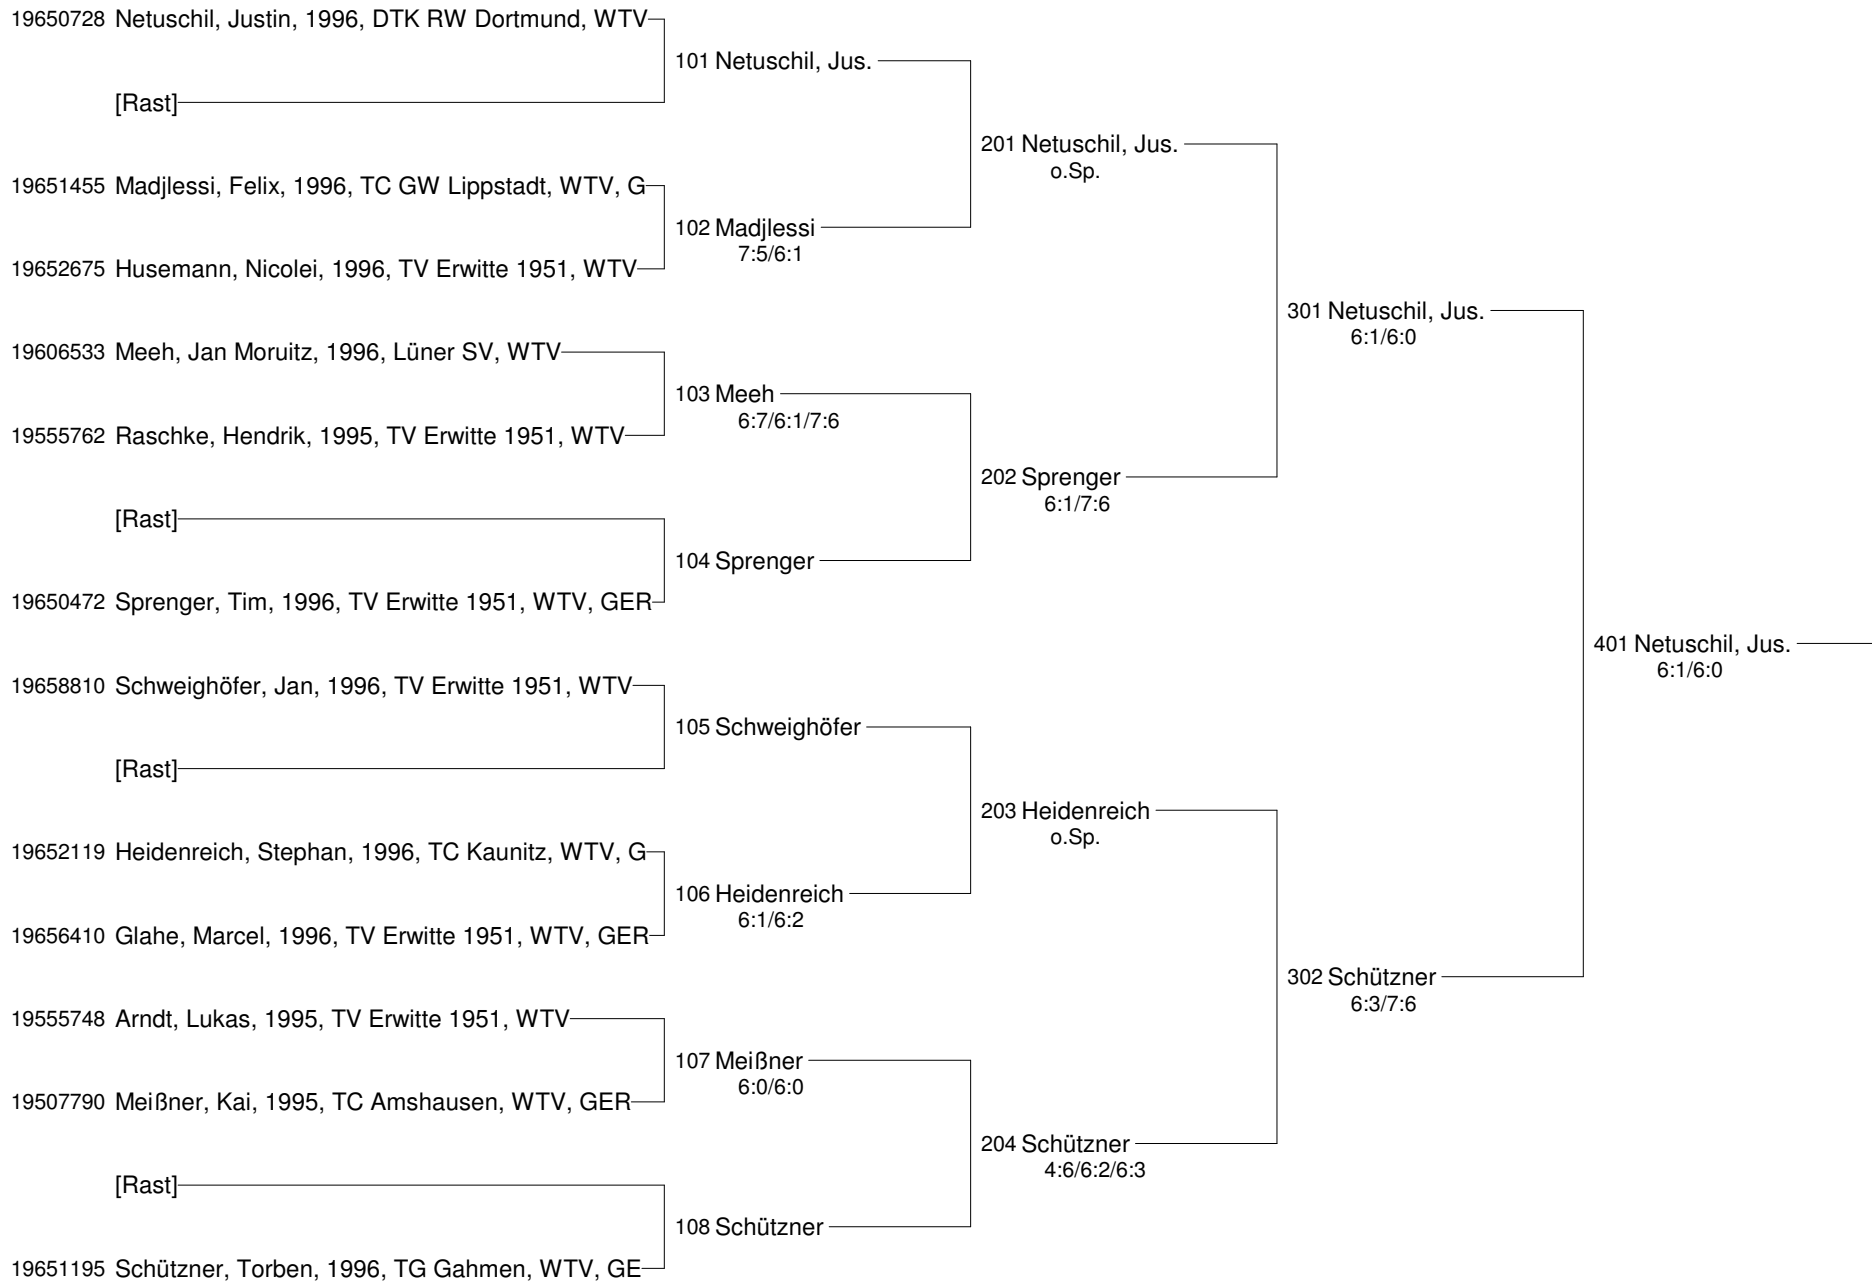 19650728 Netuschil, Justin, 1996, DTK RW Dortmund, WTV
101 Netuschil, Jus.
[Rast]
201 Netuschil, Jus.
o.Sp.
19651455 Madjlessi, Felix, 1996, TC GW Lippstadt, WTV, G
102 Madjlessi
7:5/6:1
19652675 Husemann, Nicolei, 1996, TV Erwitte 1951, WTV
301 Netuschil, Jus.
6:1/6:0
19606533 Meeh, Jan Moruitz, 1996, Lüner SV, WTV
103 Meeh
6:7/6:1/7:6
19555762 Raschke, Hendrik, 1995, TV Erwitte 1951, WTV
202 Sprenger
6:1/7:6
[Rast]
104 Sprenger
19650472 Sprenger, Tim, 1996, TV Erwitte 1951, WTV, GER
401 Netuschil, Jus.
6:1/6:0
19658810 Schweighöfer, Jan, 1996, TV Erwitte 1951, WTV
105 Schweighöfer
[Rast]
203 Heidenreich
o.Sp.
19652119 Heidenreich, Stephan, 1996, TC Kaunitz, WTV, G
106 Heidenreich
6:1/6:2
19656410 Glahe, Marcel, 1996, TV Erwitte 1951, WTV, GER
302 Schützner
6:3/7:6
19555748 Arndt, Lukas, 1995, TV Erwitte 1951, WTV
107 Meißner
6:0/6:0
19507790 Meißner, Kai, 1995, TC Amshausen, WTV, GER
204 Schützner
4:6/6:2/6:3
[Rast]
108 Schützner
19651195 Schützner, Torben, 1996, TG Gahmen, WTV, GE